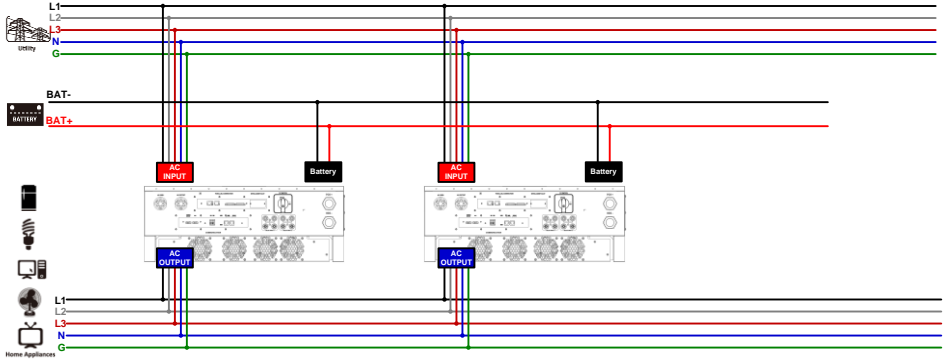 L1
L2
L3
N
G
Utility
BAT-
BATTERY
BAT+
AC
INPUT
Battery
AC
INPUT
Battery
AC
OUTPUT
AC
OUTPUT
L1
L2
L3
N
G
Home Appliances